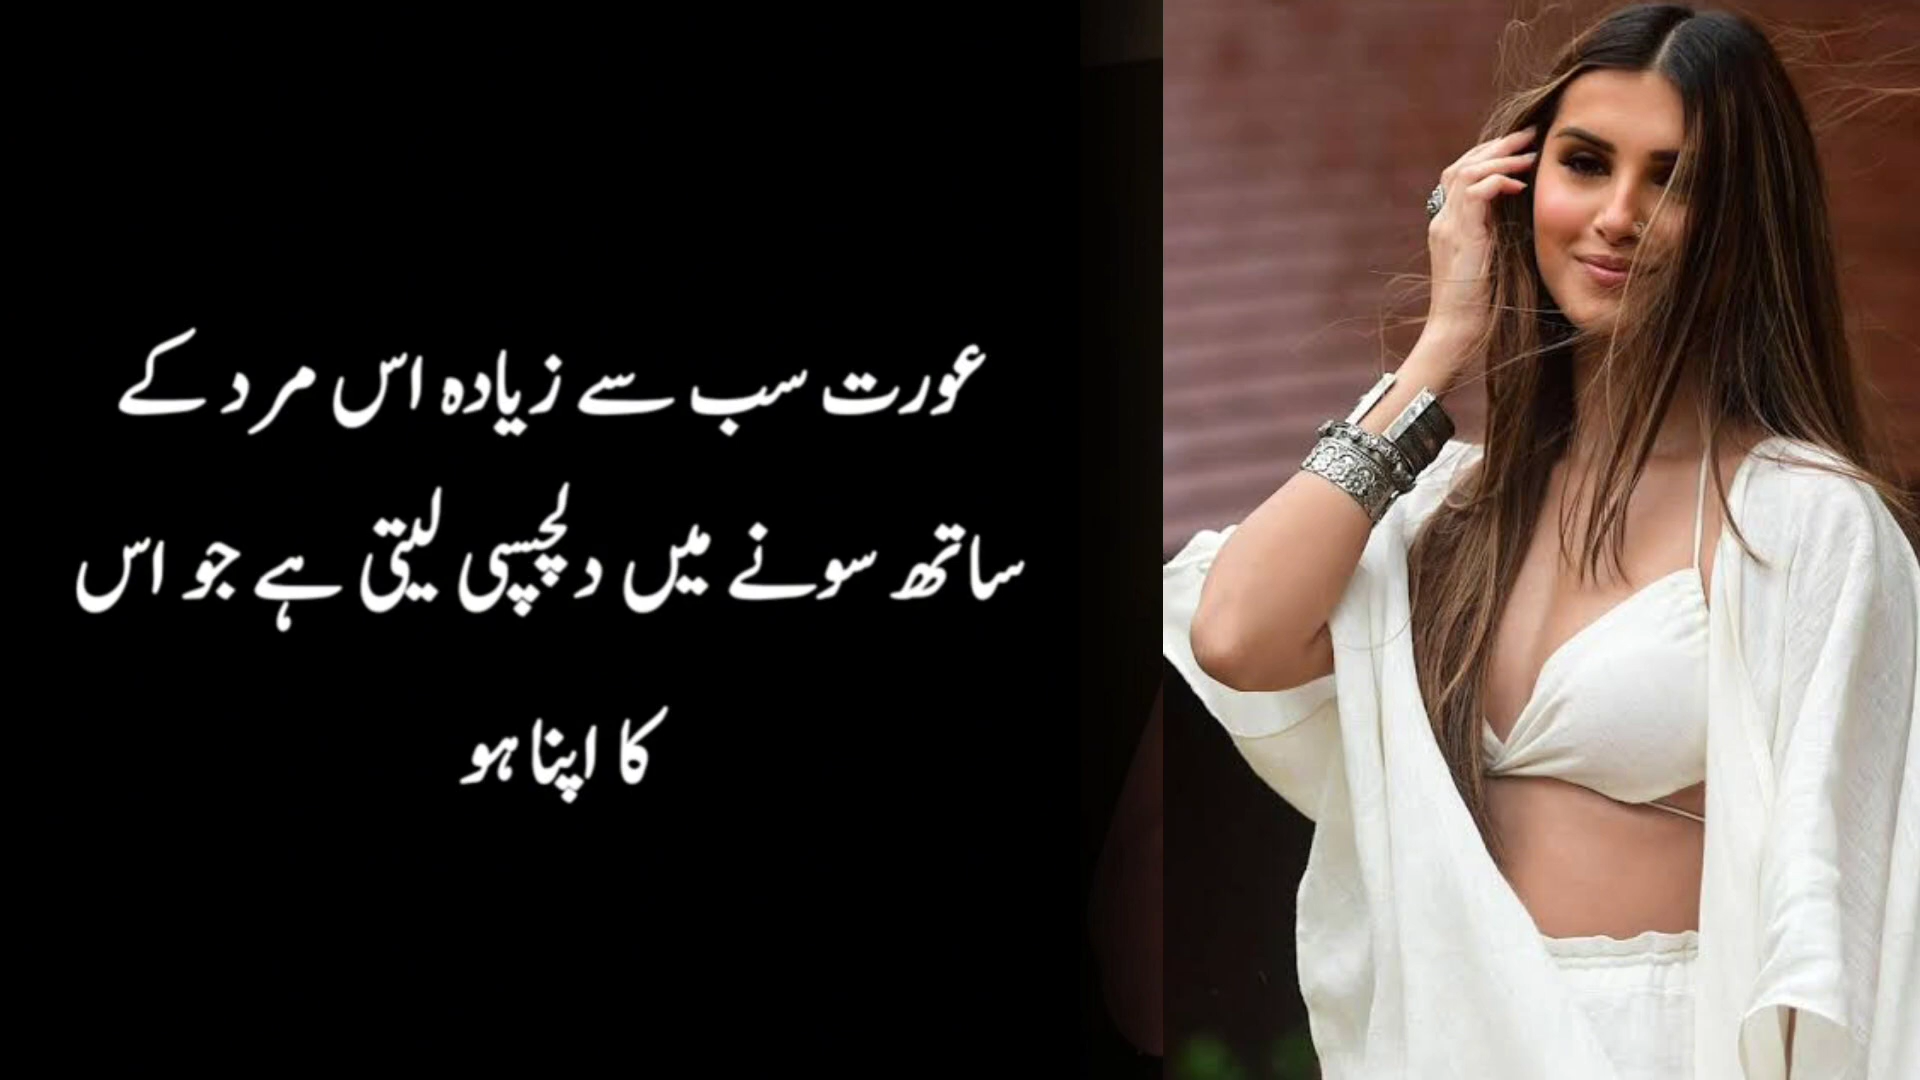 عورت سب سے زیادہ اس مرد کے
ساتھ سونے میں دلچسپی لیتی ہے جو اس
کا اپنا ہو